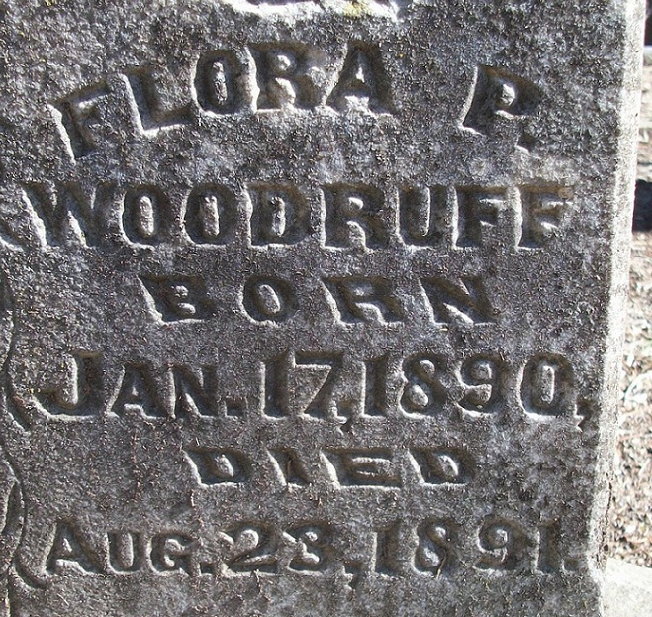 FLORA P.
WOODRUFF
BORN
JAN. 17, 1890,
DIED
AUG. 23, 1891.